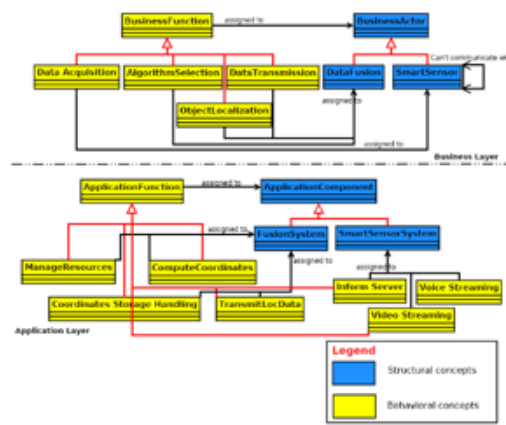 BusinessFunction
assigned to
BusinessActor
Can't communicate
Data Acquisition
AlgorithmSelection
DataTransmission
DataFusion
SmartSensor
assigned to
ObjectLocalization
assigned to
Business Layer
ApplicationFunction
assigned to
ApplicationComponent
assigned to
FusionSystem
SmartSensorSystem
ManageResources
ComputeCoordinates
assigned to
assigned to
Inform Server
Voice Streaming
Coordinates Storage Handling
TransmitLocData
Video Streaming
Application Layer
Legend
Structural concepts
Behavioral concepts